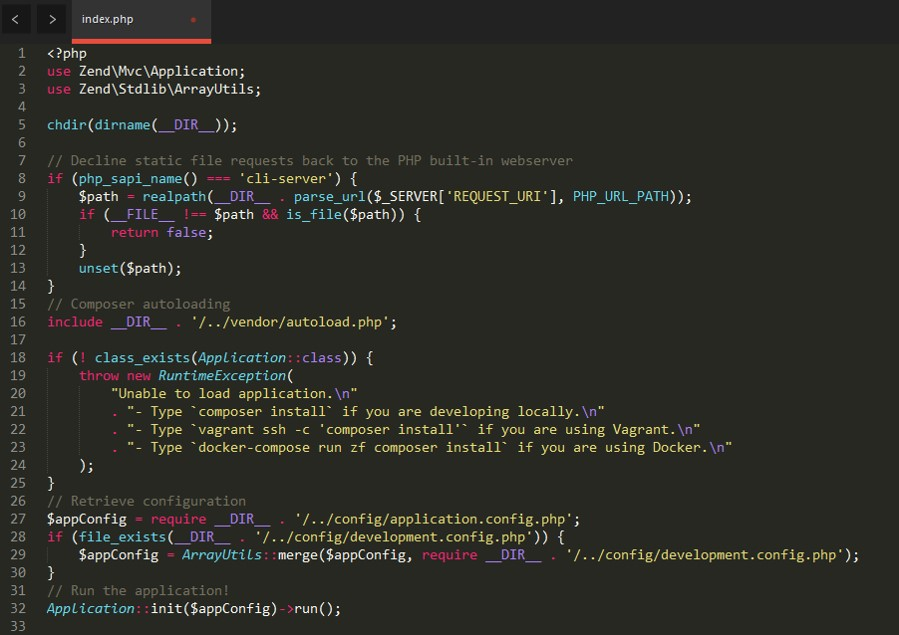 < > index.php
1 <?php
2 use Zend\Mvc\Application;
3 use Zend\Stdlib\ArrayUtils;
4
5 chdir(dirname(__DIR__));
6
7 // Decline static file requests back to the PHP built-in webserver
8 if (php_sapi_name() === 'cli-server') {
9     $path = realpath(__DIR__ . parse_url($_SERVER['REQUEST_URI'], PHP_URL_PATH));
10     if (__FILE__ !== $path && is_file($path)) {
11         return false;
12     }
13     unset($path);
14 }
15 // Composer autoloading
16 include __DIR__ . '/../vendor/autoload.php';
17
18 if (! class_exists(Application::class)) {
19     throw new RuntimeException(
20         "Unable to load application.\n"
21         . "- Type `composer install` if you are developing locally.\n"
22         . "- Type `vagrant ssh -c 'composer install'` if you are using Vagrant.\n"
23         . "- Type `docker-compose run zf composer install` if you are using Docker.\n"
24     );
25 }
26 // Retrieve configuration
27 $appConfig = require __DIR__ . '/../config/application.config.php';
28 if (file_exists(__DIR__ . '/../config/development.config.php')) {
29     $appConfig = ArrayUtils::merge($appConfig, require __DIR__ . '/../config/development.config.php');
30 }
31 // Run the application!
32 Application::init($appConfig)->run();
33